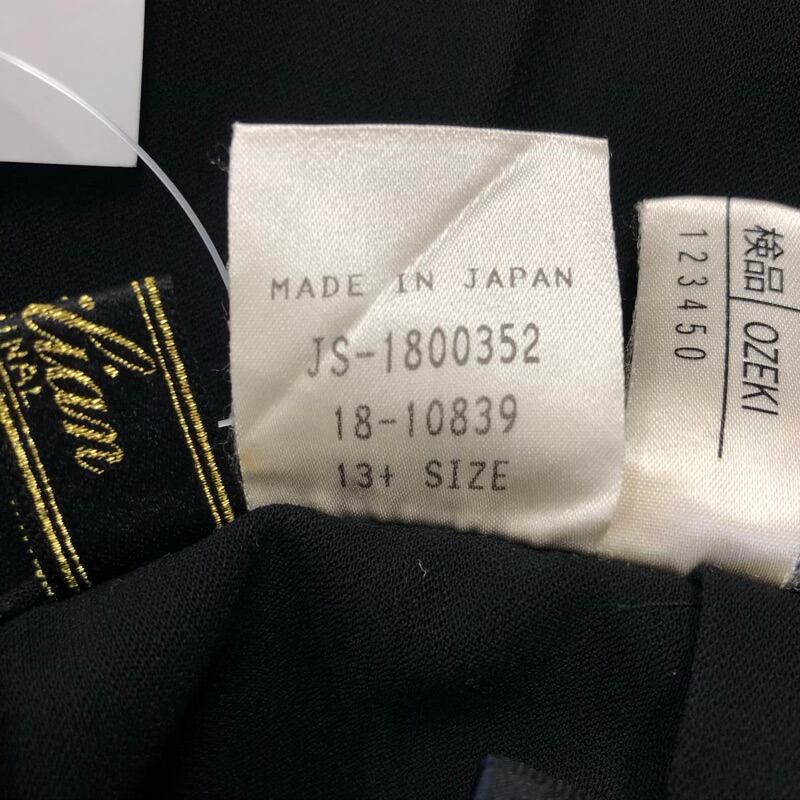 MADE IN JAPAN
JS-1800352
18-10839
13+ SIZE
検品 OZEKI
123450